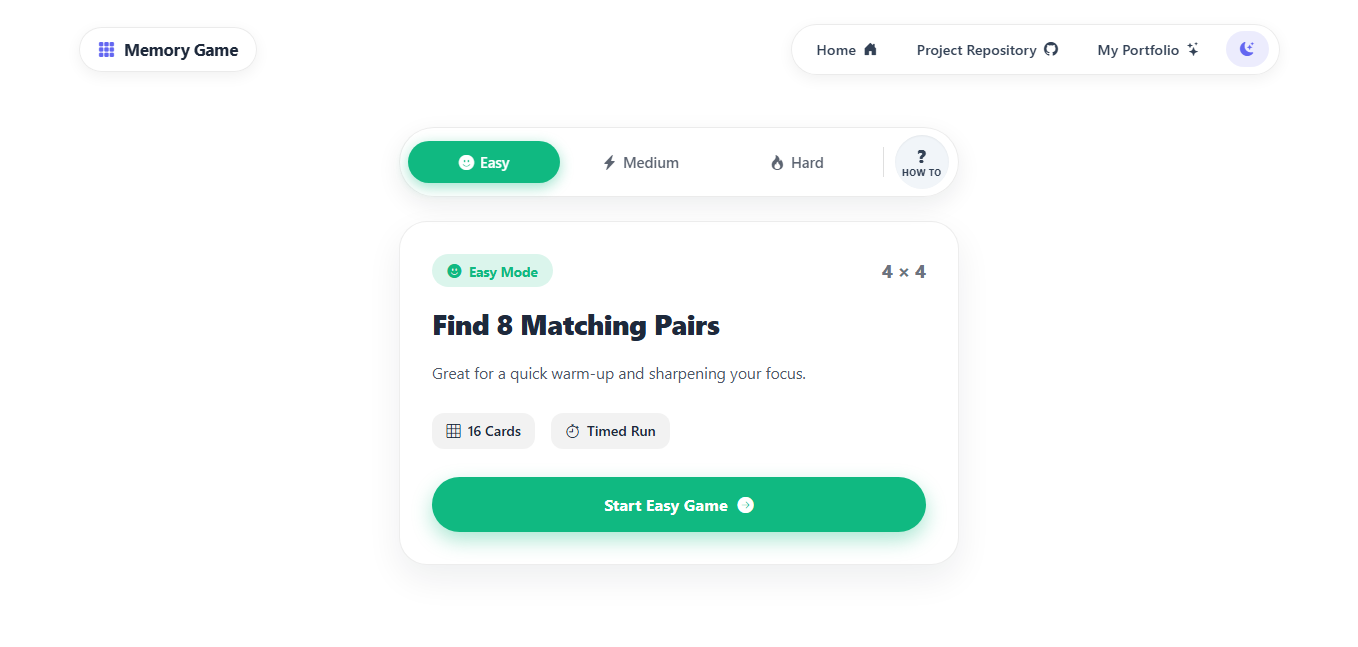 Memory Game
Home
Project Repository
My Portfolio
Easy
Medium
Hard
?
HOW TO
Easy Mode
4 × 4
Find 8 Matching Pairs
Great for a quick warm-up and sharpening your focus.
16 Cards
Timed Run
Start Easy Game